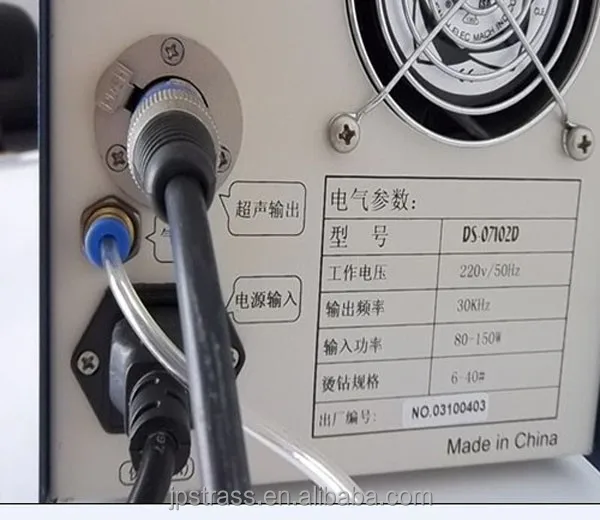 超声输出
电源输入
电气参数:
型 号 DS-07102D
工作电压 220v/50Hz
输出频率 30KHz
输入功率 80-150W
烫钻规格 6-40#
出厂编号: NO.03100403
Made in China
jpstrass.en.alibaba.com